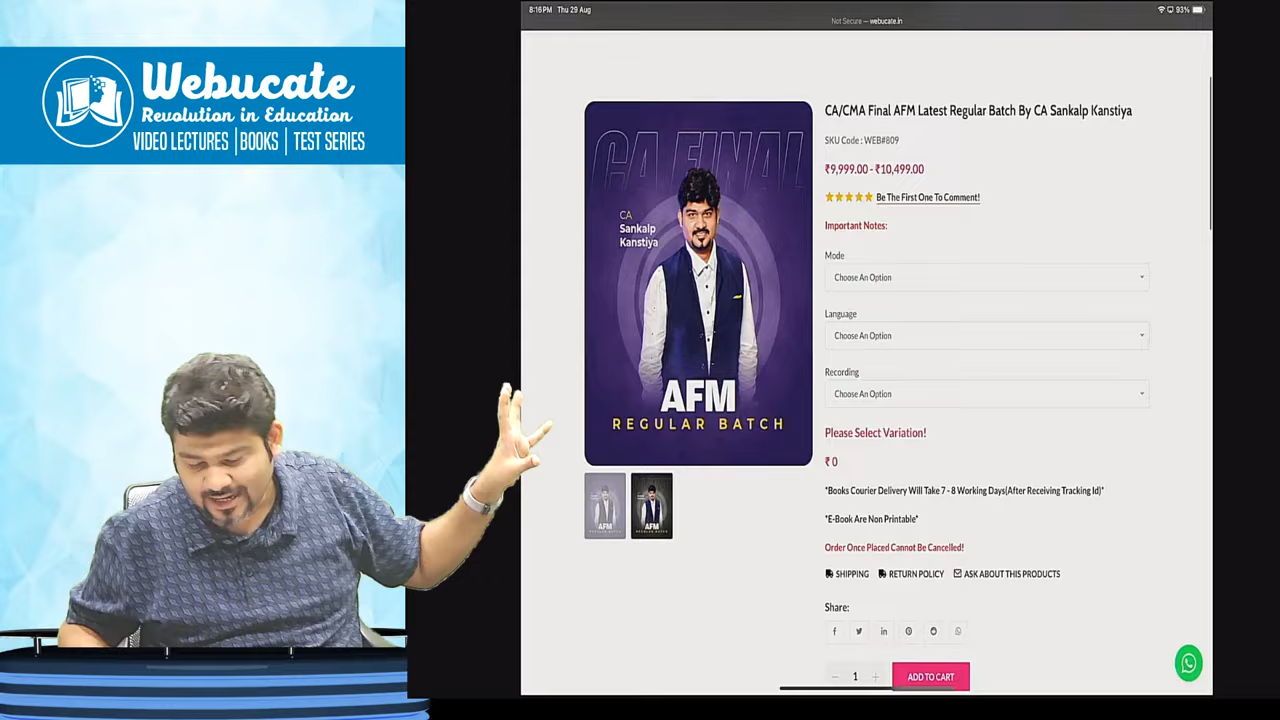 Webucate
Revolution in Education
VIDEO LECTURES | BOOKS | TEST SERIES
8:16PM Thu 29 Aug
93%
Not Secure — webucate.in
CA FINAL
CA
Sankalp
Kanstiya
AFM
REGULAR BATCH
AFM
AFM
CA/CMA Final AFM Latest Regular Batch By CA Sankalp Kanstiya
SKU Code : WEB#809
₹9,999.00 - ₹10,499.00
Be The First One To Comment!
Important Notes:
Mode
Choose An Option
Language
Choose An Option
Recording
Choose An Option
Please Select Variation!
₹ 0
*Books Courier Delivery Will Take 7 - 8 Working Days(After Receiving Tracking Id)*
*E-Book Are Non Printable*
Order Once Placed Cannot Be Cancelled!
SHIPPING RETURN POLICY ASK ABOUT THIS PRODUCTS
Share:
- 1 +
ADD TO CART